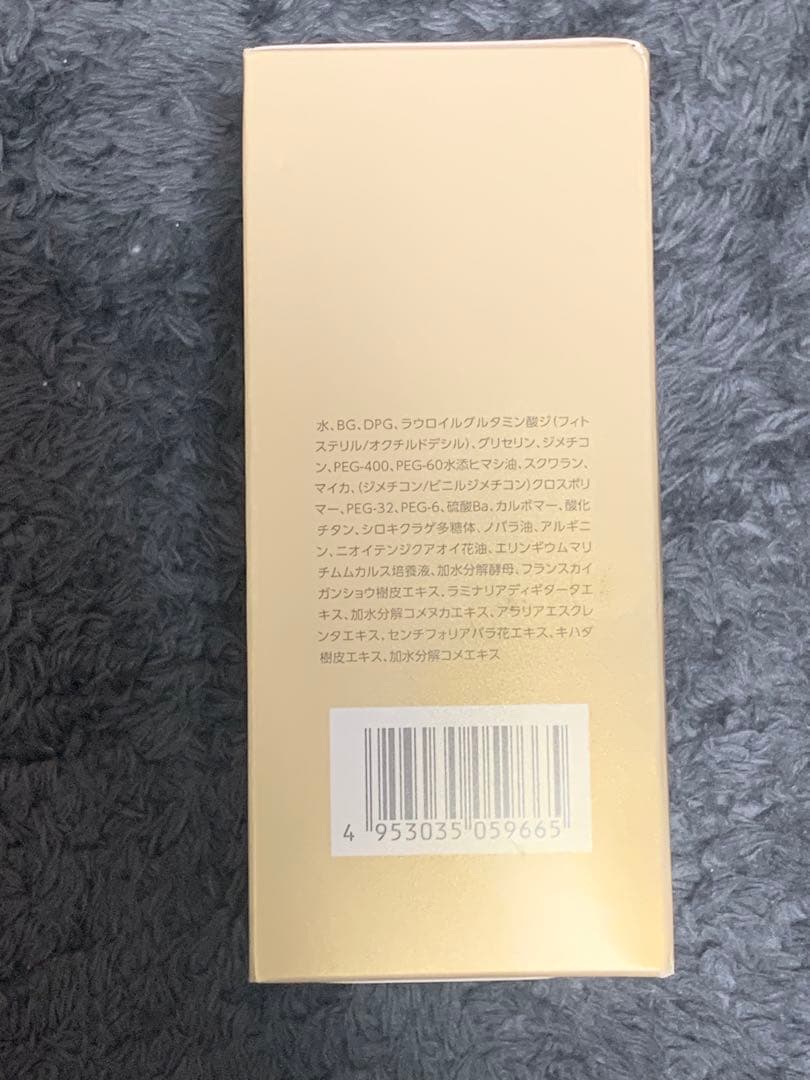 水、BG、DPG、ラウロイルグルタミン酸ジ(フィト
ステリル/オクチルドデシル)、グリセリン、ジメチコ
ン、PEG-400、PEG-60水添ヒマシ油、スクワラン、
マイカ、(ジメチコン/ビニルジメチコン)クロスポリ
マー、PEG-32、PEG-6、硫酸Ba、カルボマー、酸化
チタン、シロキクラゲ多糖体、ノバラ油、アルギニ
ン、ニオイテンジクアオイ花油、エリンギウムマリ
チムムカルス培養液、加水分解酵母、フランスカイ
ガンショウ樹皮エキス、ラミナリアディギタータエ
キス、加水分解コメヌカエキス、アラリアエスクレ
ンタエキス、センチフォリアバラ花エキス、キハダ
樹皮エキス、加水分解コメエキス
4 953035 059665